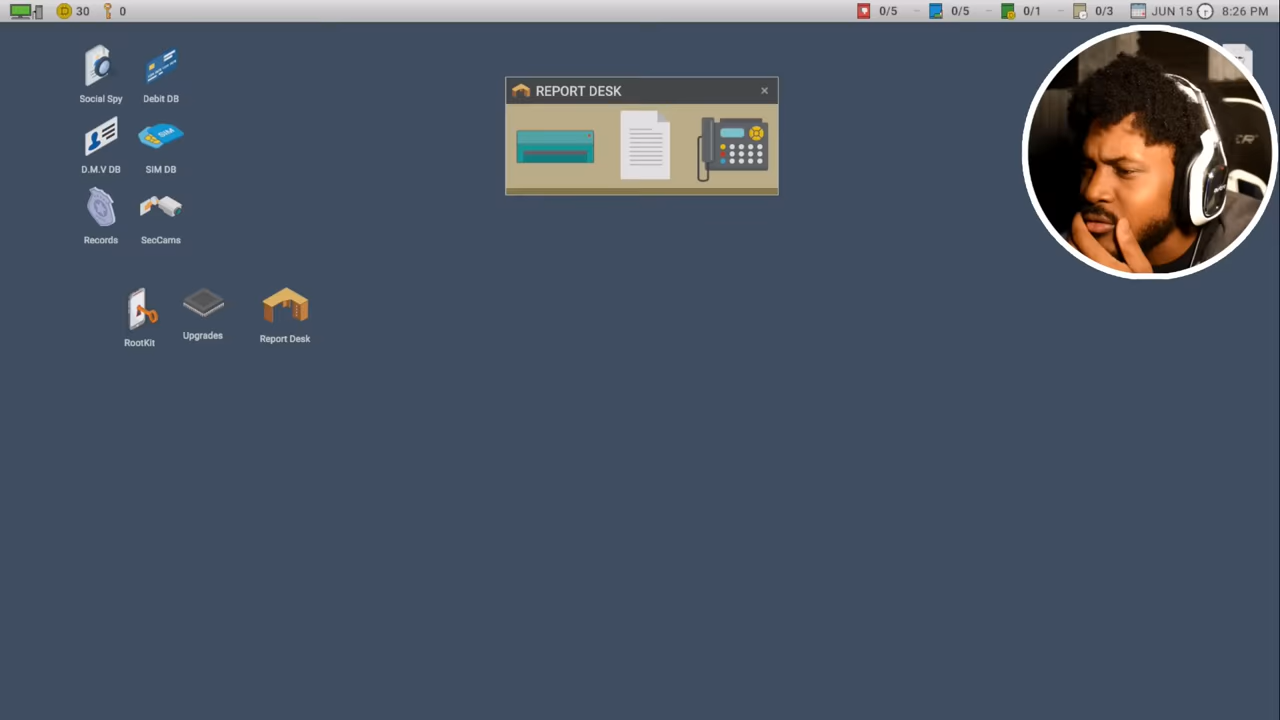 30
0
0/5
0/5
0/1
0/3
JUN 15
8:26 PM
Social Spy
Debit DB
REPORT DESK
D.M.V DB
SIM DB
Records
SecCams
RootKit
Upgrades
Report Desk